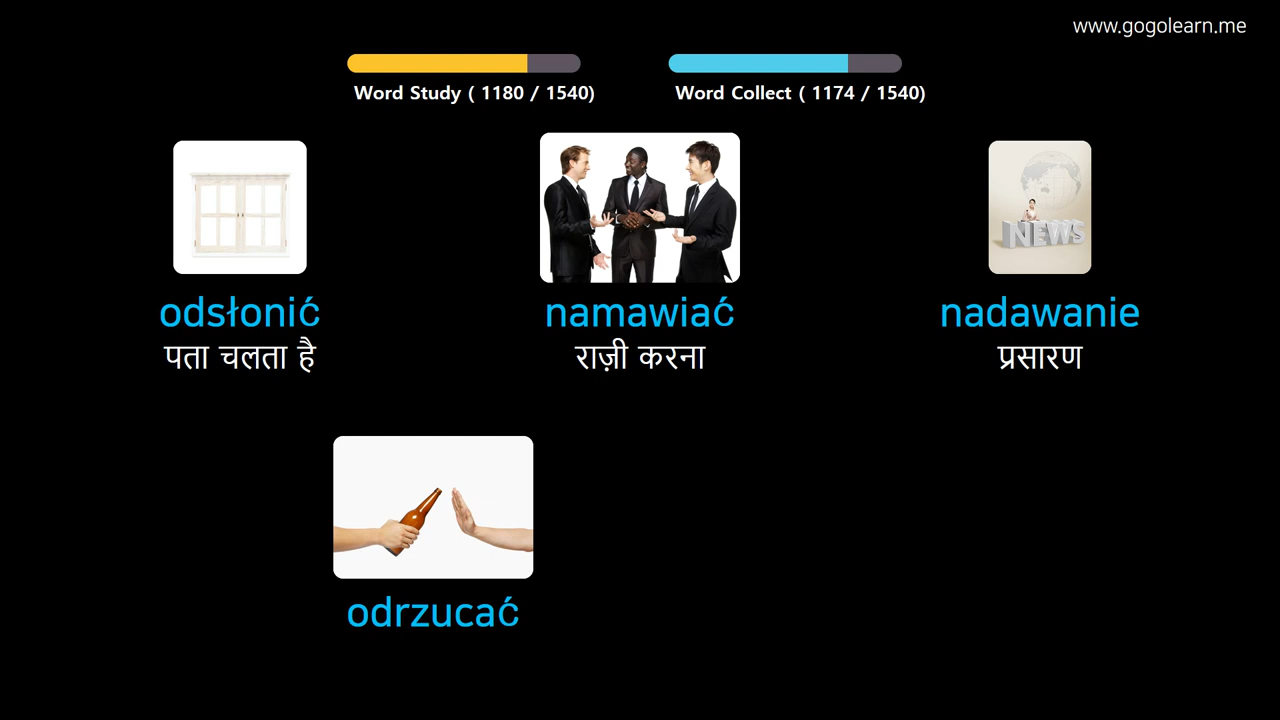 www.gogolearn.me
Word Study ( 1180 / 1540)
Word Collect ( 1174 / 1540)
NEWS
odsłonić
पता चलता है
namawiać
राज़ी करना
nadawanie
प्रसारण
odrzucać